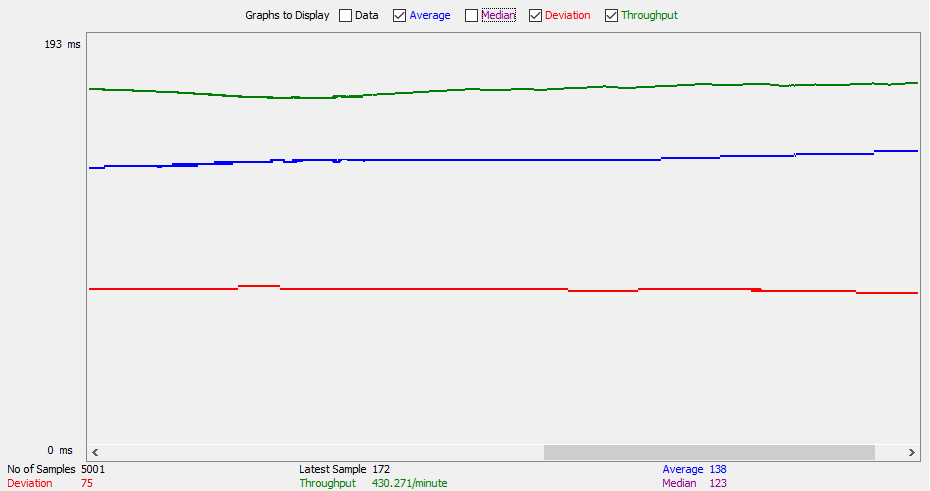 Graphs to Display Data Average Median Deviation Throughput
193 ms
0 ms
No of Samples 5001 Latest Sample 172 Average 138
Deviation 75 Throughput 430.271/minute Median 123